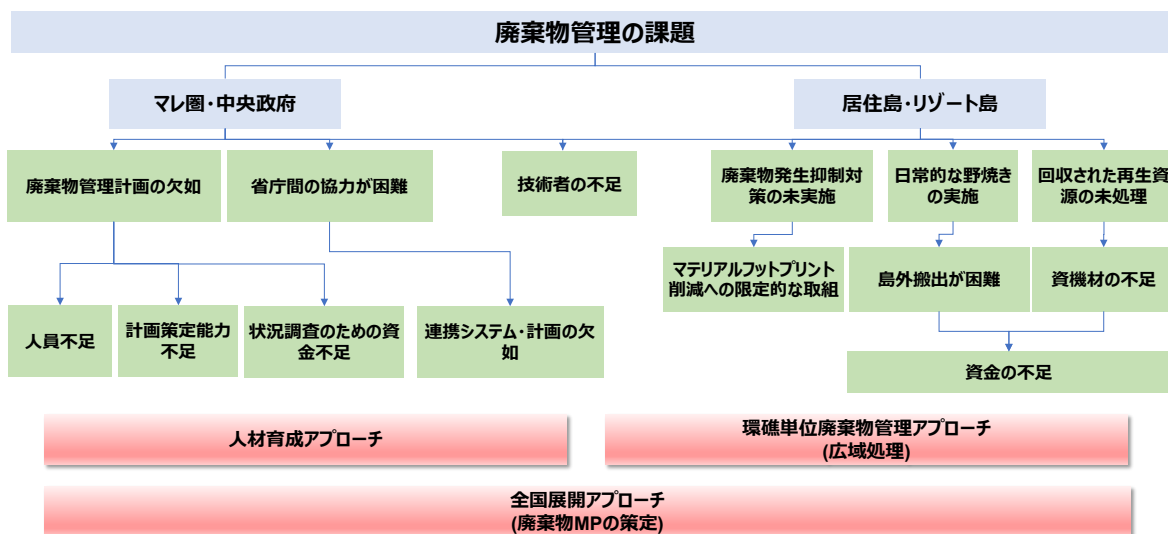 廃棄物管理の課題
マレ圏・中央政府
居住島・リゾート島
廃棄物管理計画の欠如
省庁間の協力が困難
技術者の不足
廃棄物発生抑制対
策の未実施
日常的な野焼き
の実施
回収された再生資
源の未処理
マテリアルフットプリント
削減への限定的な取組
島外搬出が困難
資機材の不足
人員不足
計画策定能力
不足
状況調査のための資
金不足
連携システム・計画の欠
如
資金の不足
人材育成アプローチ
環礁単位廃棄物管理アプローチ
(広域処理)
全国展開アプローチ
(廃棄物MPの策定)